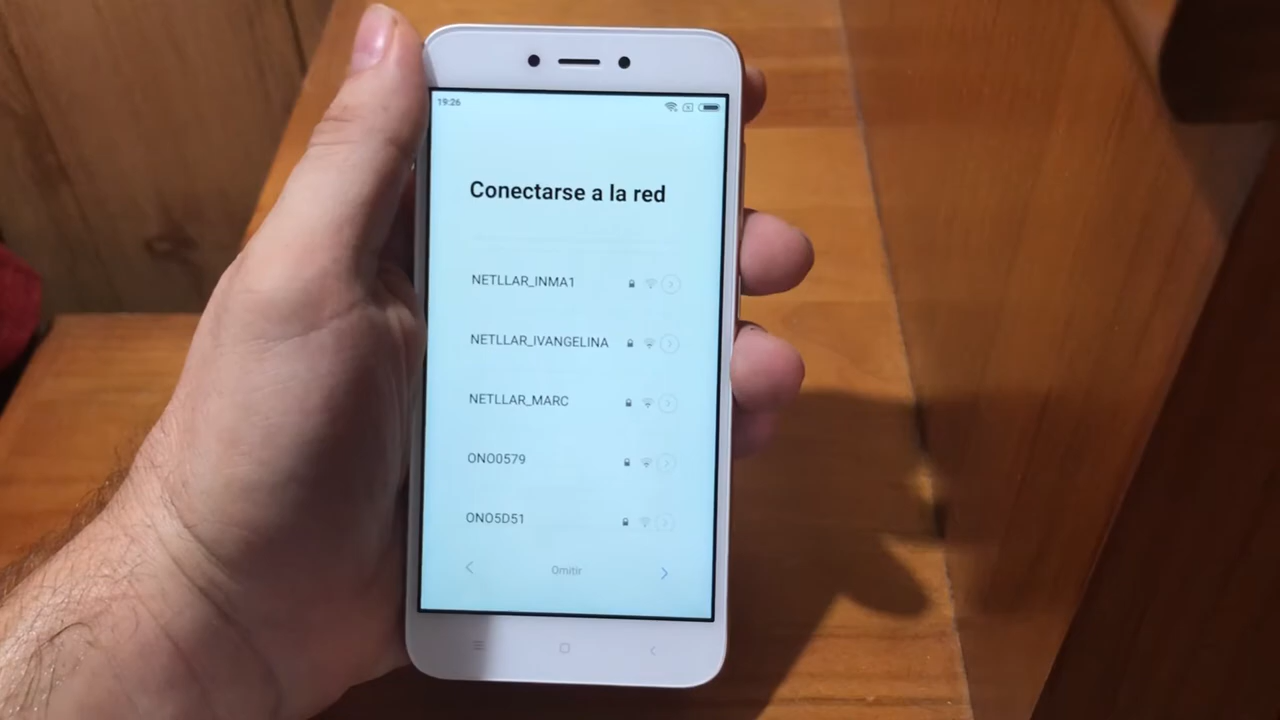 19:26
Conectarse a la red
NETLLAR_INMA1
NETLLAR_IVANGELINA
NETLLAR_MARC
ONO0579
ONO5D51
Omitir